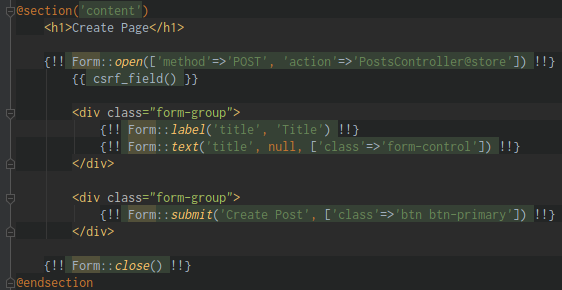 @section('content')
<h1>Create Page</h1>
{!! Form::open(['method'=>'POST', 'action'=>'PostsController@store']) !!}
{{ csrf_field() }}
<div class="form-group">
{!! Form::label('title', 'Title') !!}
{!! Form::text('title', null, ['class'=>'form-control']) !!}
</div>
<div class="form-group">
{!! Form::submit('Create Post', ['class'=>'btn btn-primary']) !!}
</div>
{!! Form::close() !!}
@endsection